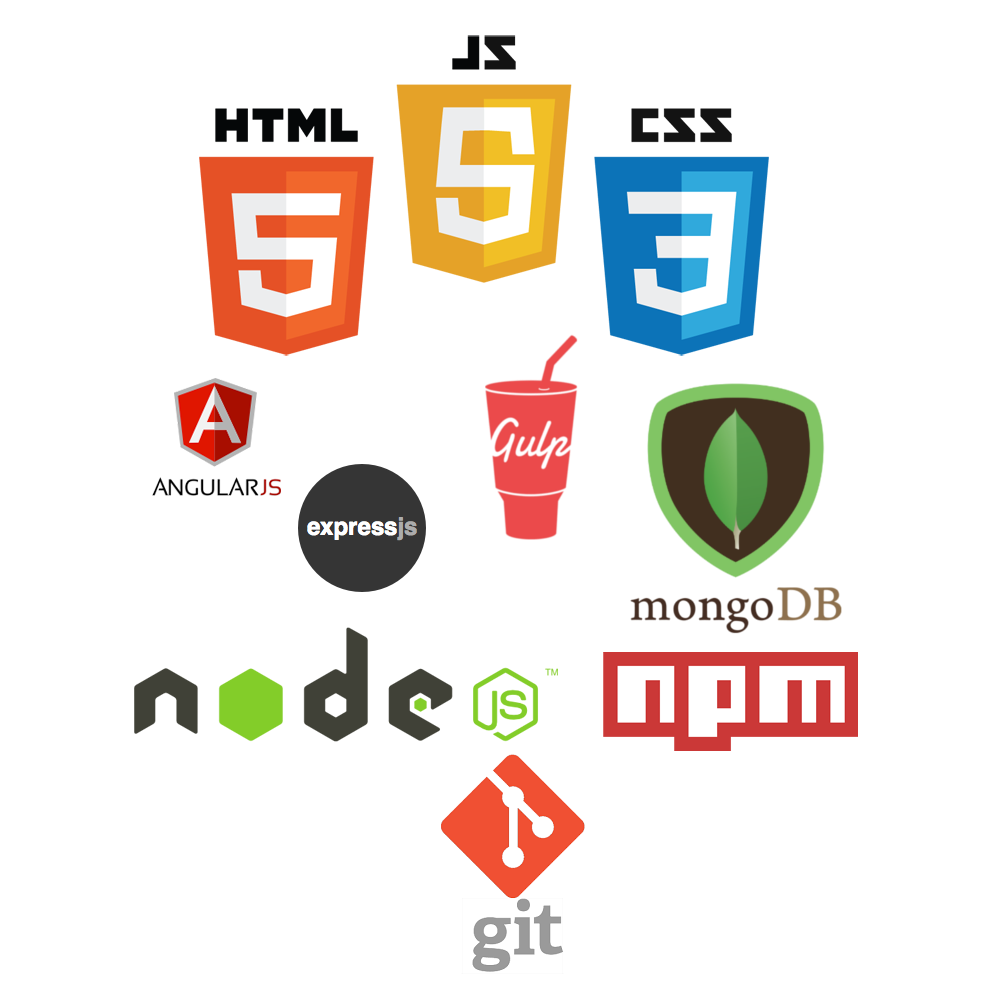 JS
HTML
CSS
5
5
3
A
Gulp
ANGULARJS
expressjs
mongoDB
node
JS
TM
npm
git